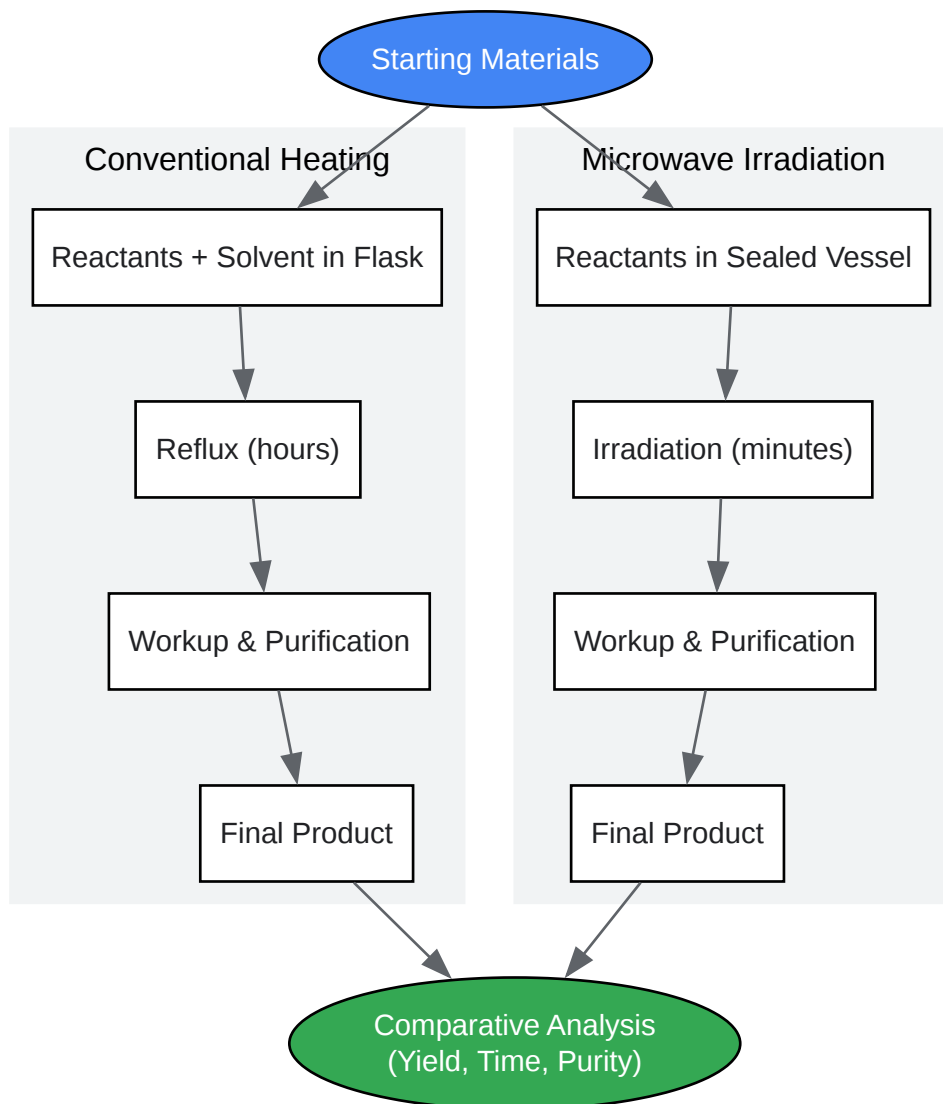 Starting Materials
Conventional Heating
Reactants + Solvent in Flask
Reflux (hours)
Workup & Purification
Final Product
Microwave Irradiation
Reactants in Sealed Vessel
Irradiation (minutes)
Workup & Purification
Final Product
Comparative Analysis
(Yield, Time, Purity)